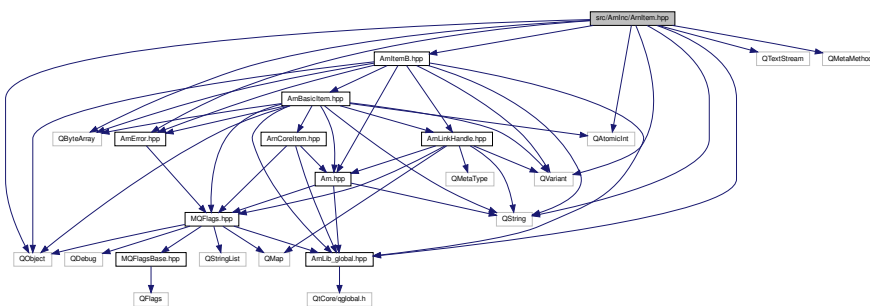 src/ArnInc/ArnItem.hpp
ArnItemB.hpp
QTextStream
QMetaMethod
ArnBasicItem.hpp
QByteArray
ArnError.hpp
ArnCoreItem.hpp
ArnLinkHandle.hpp
QAtomicInt
Arn.hpp
QMetaType
QVariant
MQFlags.hpp
QString
QObject
QDebug
MQFlagsBase.hpp
QStringList
QMap
ArnLib_global.hpp
QFlags
QtCore/qglobal.h